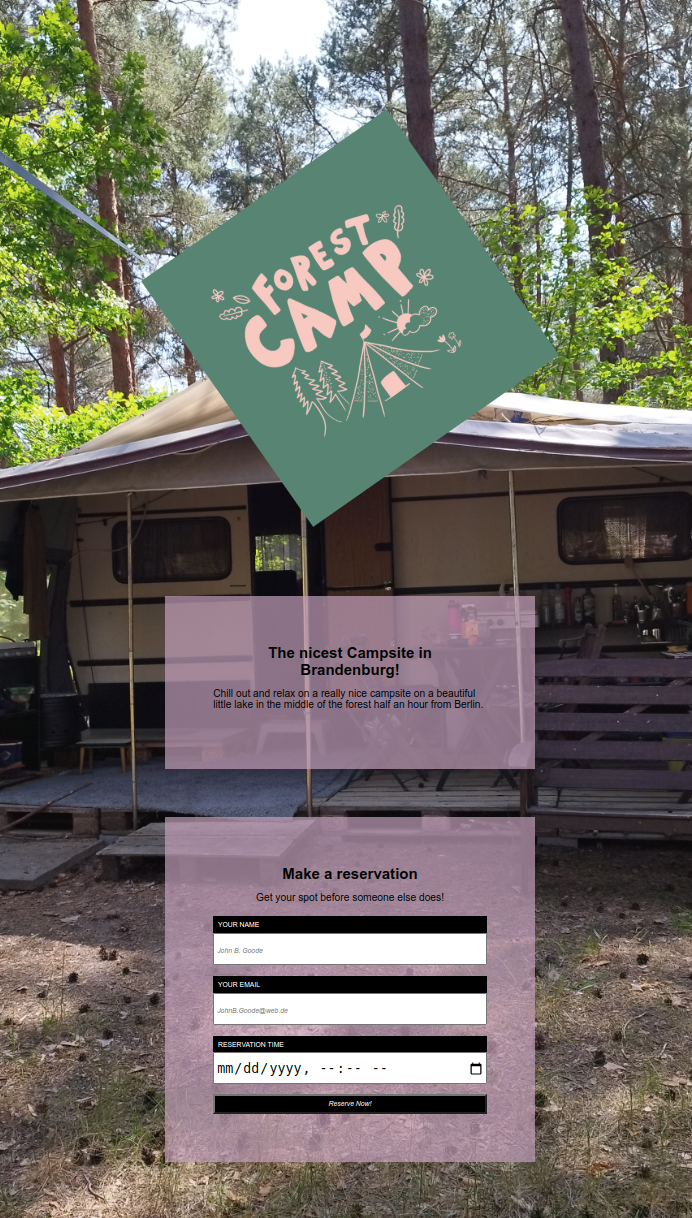 FOREST
CAMP
The nicest Campsite in
Brandenburg!
Chill out and relax on a really nice campsite on a beautiful
little lake in the middle of the forest half an hour from Berlin.
Make a reservation
Get your spot before someone else does!
YOUR NAME
John B. Goode
YOUR EMAIL
JohnB.Goode@web.de
RESERVATION TIME
mm/dd/yyyy, --:-- --
Reserve Now!